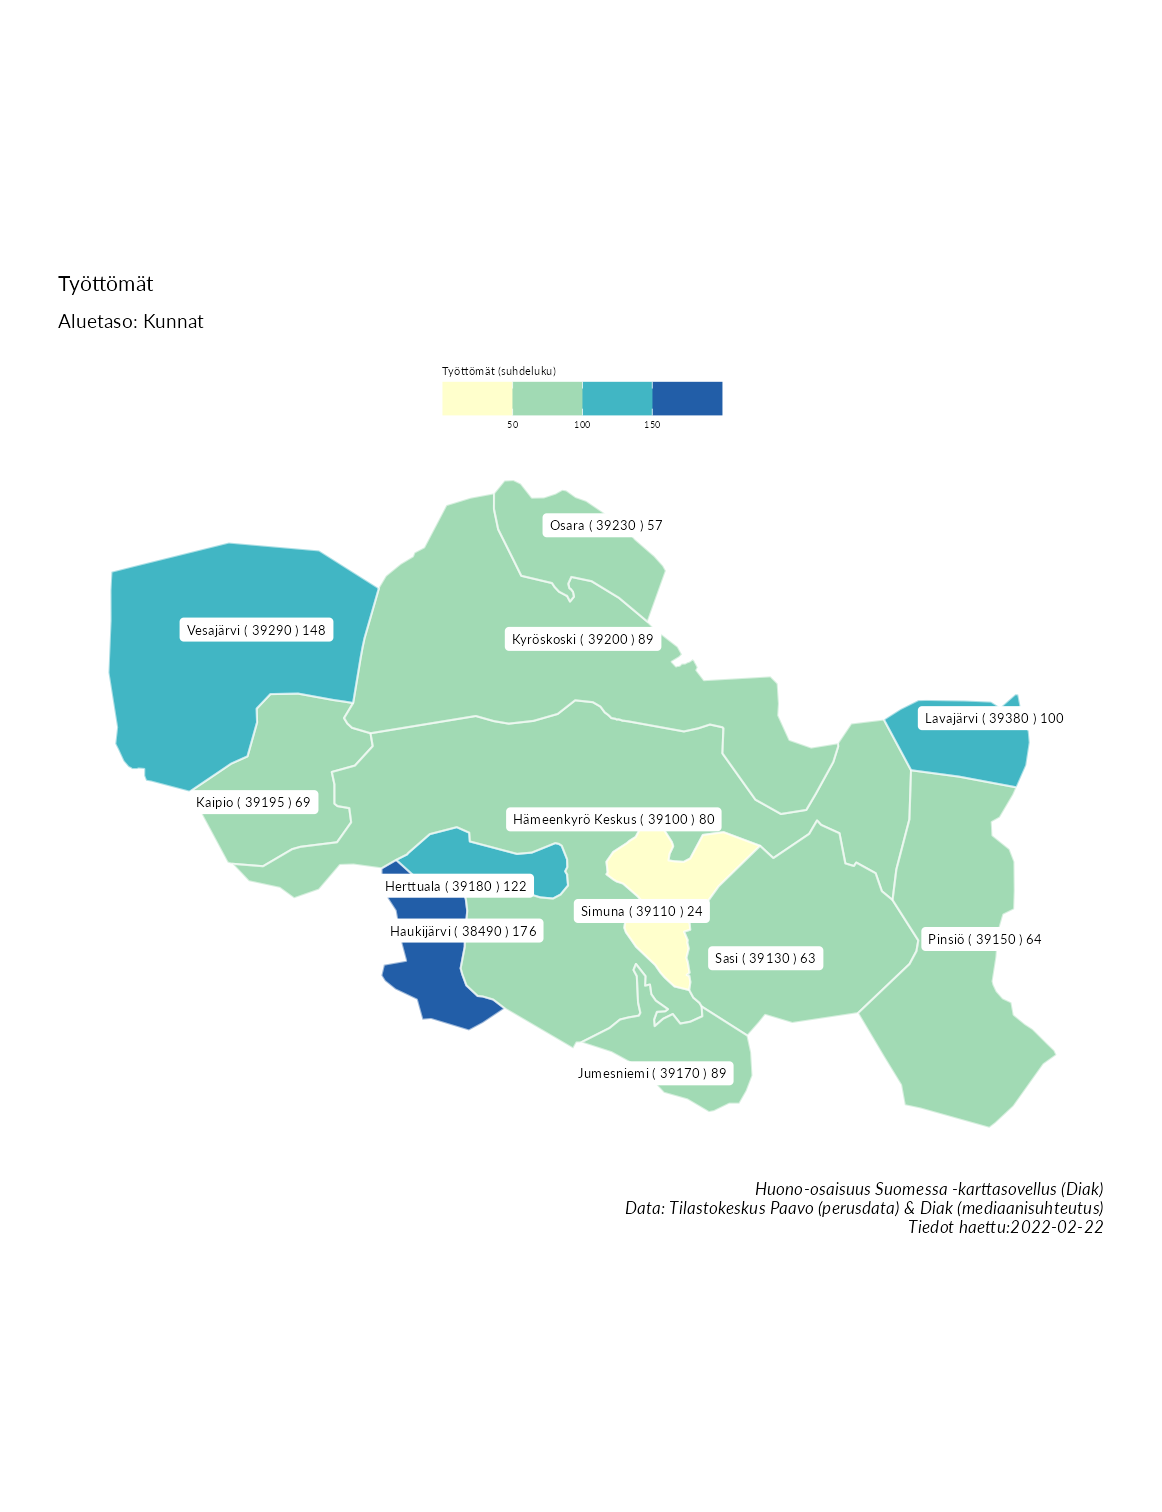 Työttömät
Aluetaso: Kunnat
Työttömät (suhdeluku)
50 100 150
Osara ( 39230 ) 57
Vesajärvi ( 39290 ) 148
Kyröskoski ( 39200 ) 89
Lavajärvi ( 39380 ) 100
Kaipio ( 39195 ) 69
Hämeenkyrö Keskus ( 39100 ) 80
Herttuala ( 39180 ) 122
Simuna ( 39110 ) 24
Haukijärvi ( 38490 ) 176
Pinsiö ( 39150 ) 64
Sasi ( 39130 ) 63
Jumesniemi ( 39170 ) 89
Huono-osaisuus Suomessa -karttasovellus (Diak)
Data: Tilastokeskus Paavo (perusdata) & Diak (mediaanisuhteutus)
Tiedot haettu:2022-02-22